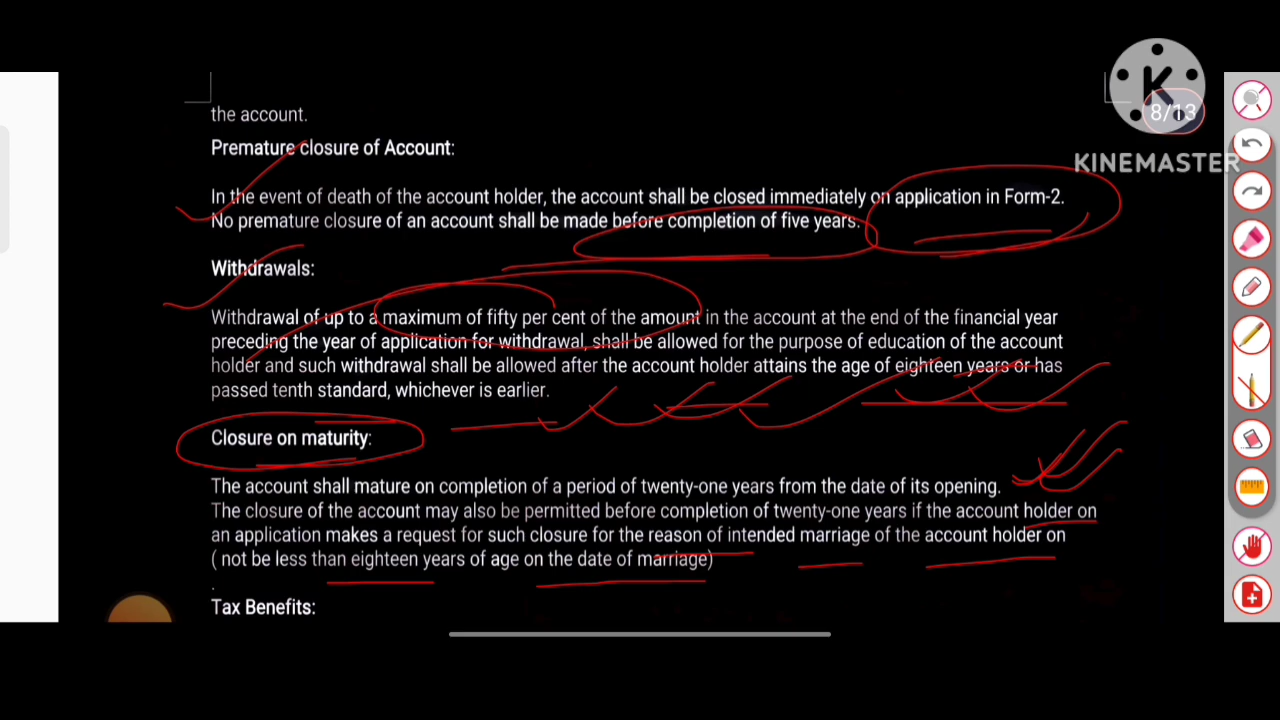 the account.
8/13
Premature closure of Account:
KINEMASTER
In the event of death of the account holder, the account shall be closed immediately on application in Form-2.
No premature closure of an account shall be made before completion of five years.
Withdrawals:
Withdrawal of up to a maximum of fifty per cent of the amount in the account at the end of the financial year
preceding the year of application for withdrawal, shall be allowed for the purpose of education of the account
holder and such withdrawal shall be allowed after the account holder attains the age of eighteen years or has
passed tenth standard, whichever is earlier.
Closure on maturity:
The account shall mature on completion of a period of twenty-one years from the date of its opening.
The closure of the account may also be permitted before completion of twenty-one years if the account holder on
an application makes a request for such closure for the reason of intended marriage of the account holder on
( not be less than eighteen years of age on the date of marriage)
.
Tax Benefits: